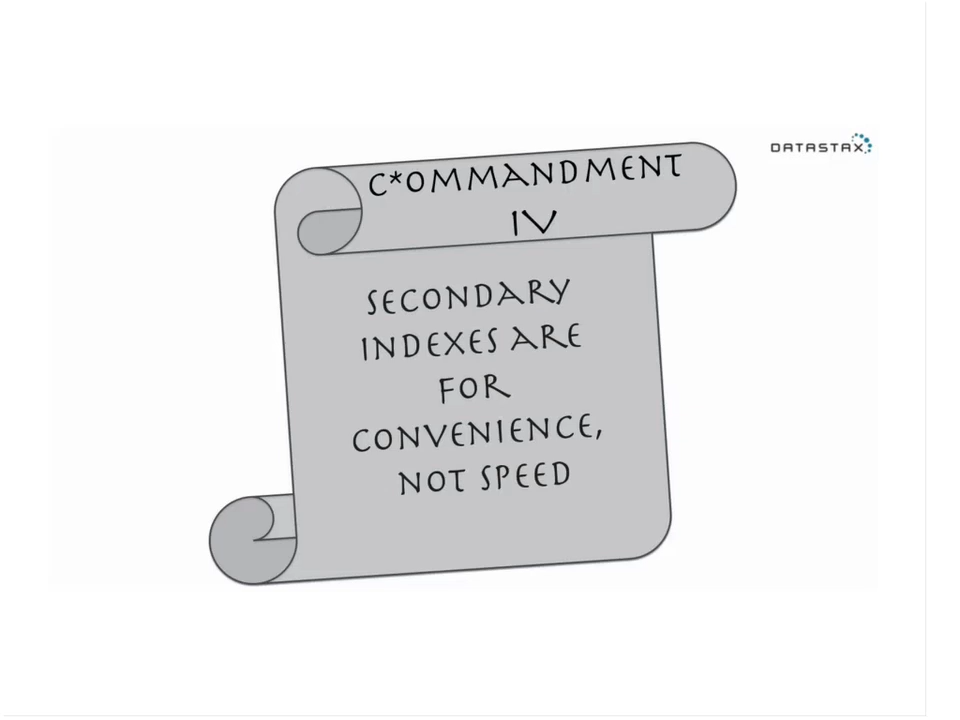 DATASTAX
C*OMMANDMENT
IV
SECONDARY
INDEXES ARE
FOR
CONVENIENCE,
NOT SPEED